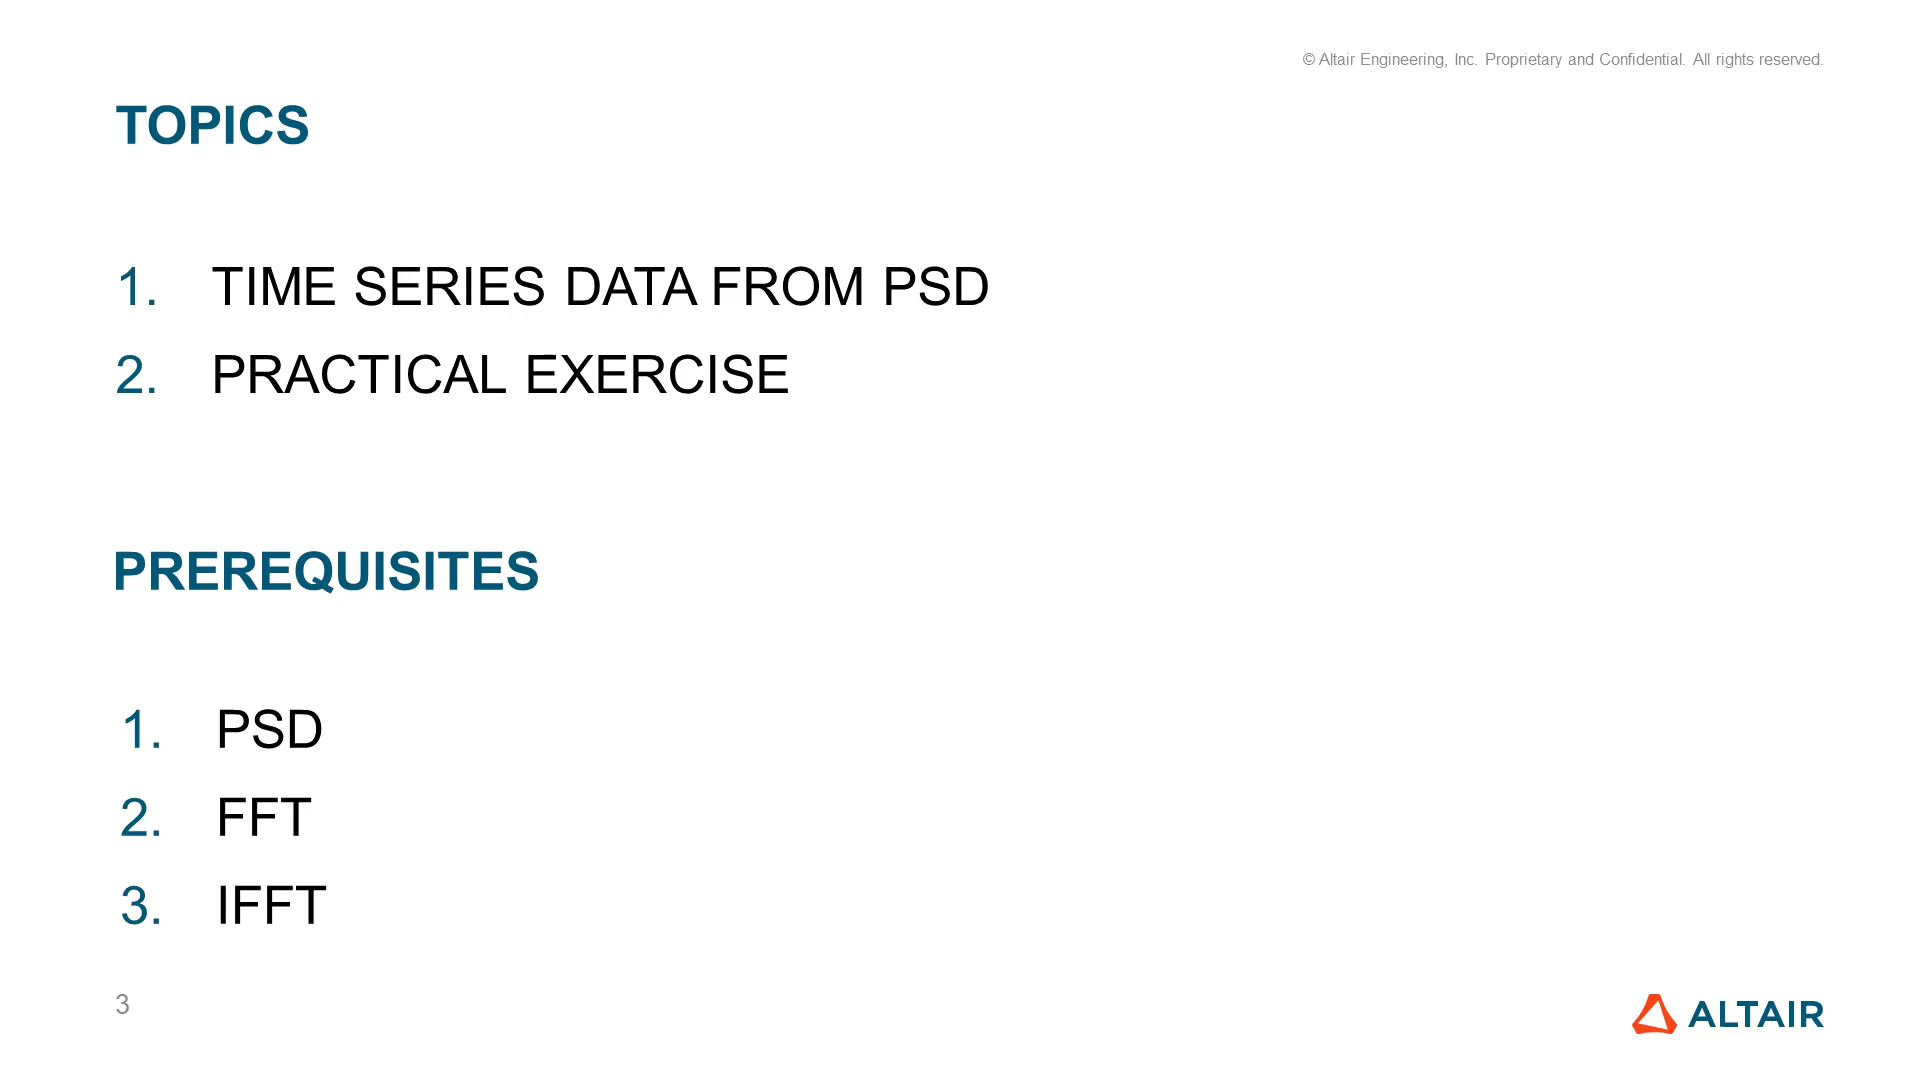 © Altair Engineering, Inc. Proprietary and Confidential. All rights reserved.
TOPICS
1. TIME SERIES DATA FROM PSD
2. PRACTICAL EXERCISE
PREREQUISITES
1. PSD
2. FFT
3. IFFT
3
ALTAIR